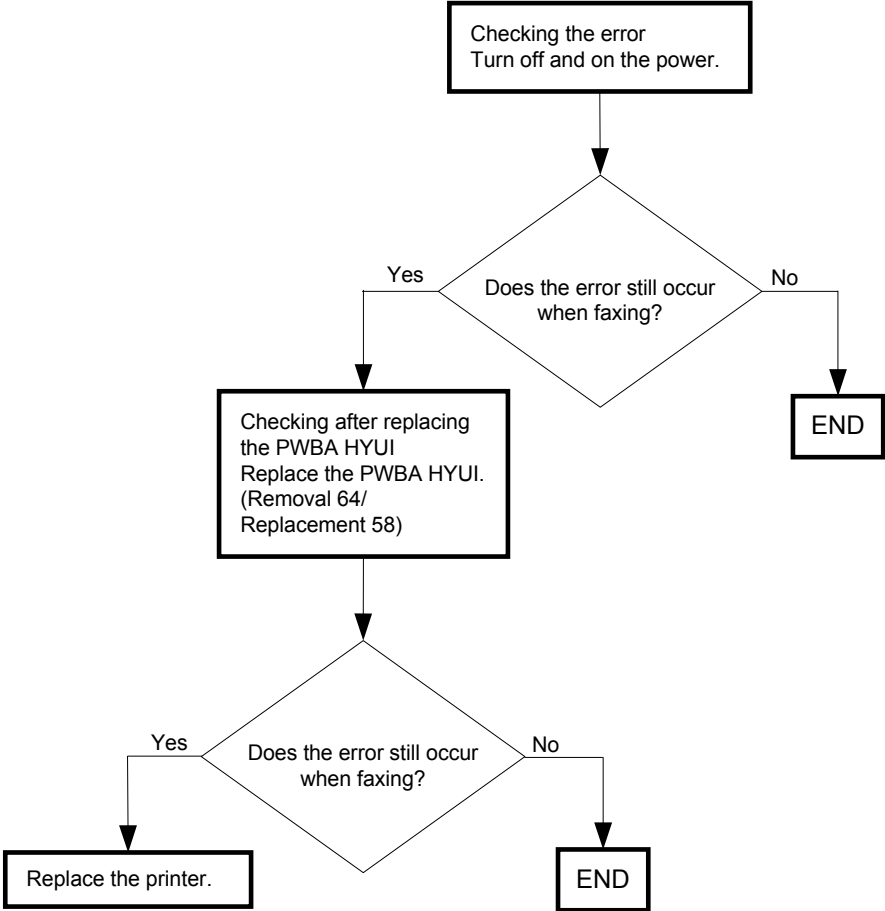 Checking the error
Turn off and on the power.
Yes
Does the error still occur
when faxing?
No
END
Checking after replacing
the PWBA HYUI
Replace the PWBA HYUI.
(Removal 64/
Replacement 58)
Yes
Does the error still occur
when faxing?
No
Replace the printer.
END